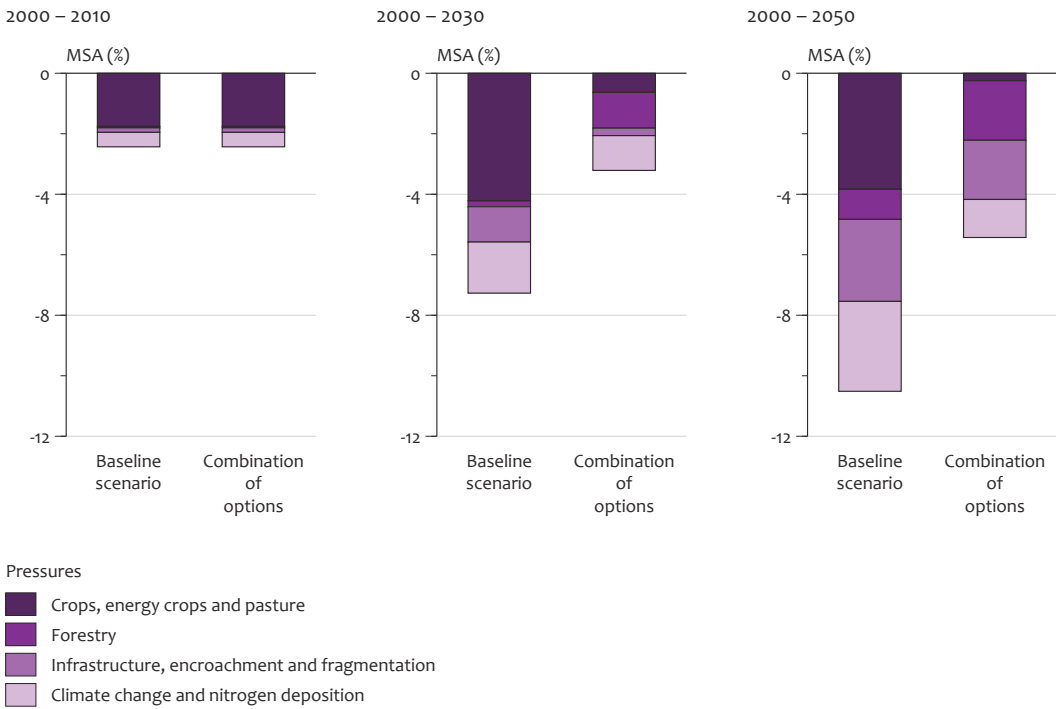 2000 – 2010
MSA (%)
0
-4
-8
-12
Baseline
scenario
Combination
of
options
2000 – 2030
MSA (%)
0
-4
-8
-12
Baseline
scenario
Combination
of
options
2000 – 2050
MSA (%)
0
-4
-8
-12
Baseline
scenario
Combination
of
options
Pressures
Crops, energy crops and pasture
Forestry
Infrastructure, encroachment and fragmentation
Climate change and nitrogen deposition